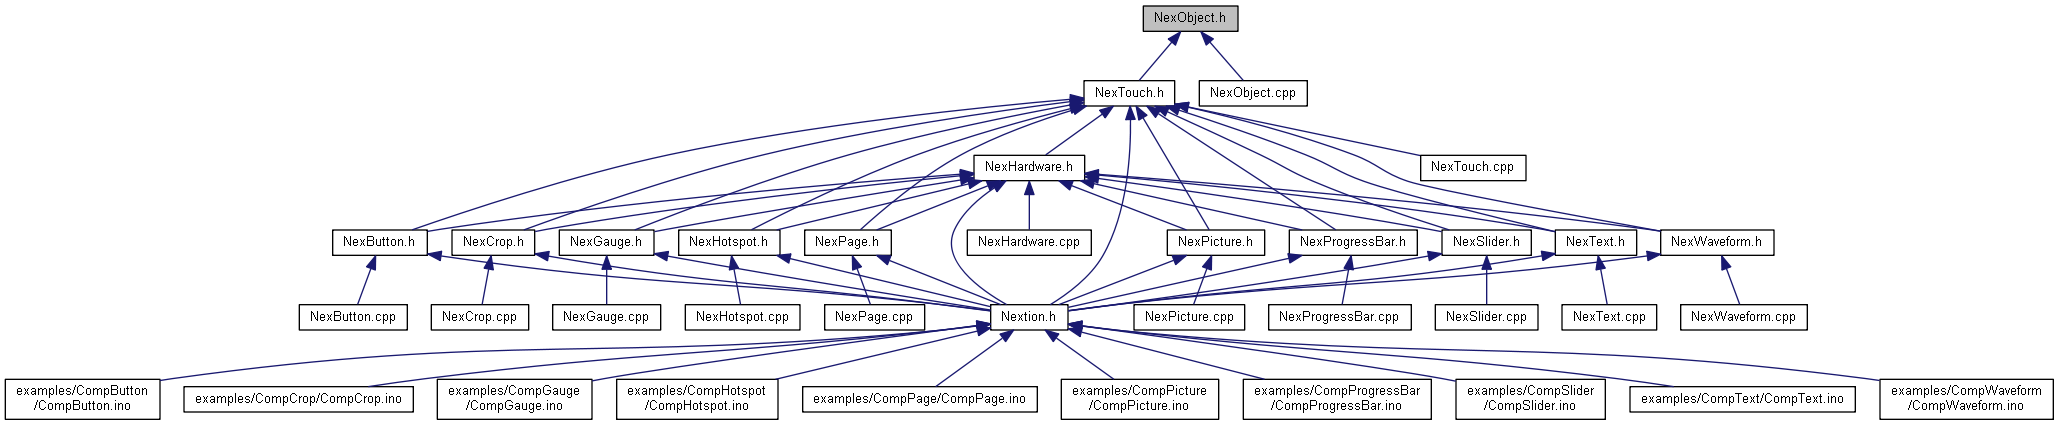 NexObject.h
NexTouch.h
NexObject.cpp
NexHardware.h
NexTouch.cpp
NexButton.h
NexCrop.h
NexGauge.h
NexHotspot.h
NexPage.h
NexHardware.cpp
NexPicture.h
NexProgressBar.h
NexSlider.h
NexText.h
NexWaveform.h
NexButton.cpp
NexCrop.cpp
NexGauge.cpp
NexHotspot.cpp
NexPage.cpp
Nextion.h
NexPicture.cpp
NexProgressBar.cpp
NexSlider.cpp
NexText.cpp
NexWaveform.cpp
examples/CompButton
/CompButton.ino
examples/CompCrop/CompCrop.ino
examples/CompGauge
/CompGauge.ino
examples/CompHotspot
/CompHotspot.ino
examples/CompPage/CompPage.ino
examples/CompPicture
/CompPicture.ino
examples/CompProgressBar
/CompProgressBar.ino
examples/CompSlider
/CompSlider.ino
examples/CompText/CompText.ino
examples/CompWaveform
/CompWaveform.ino